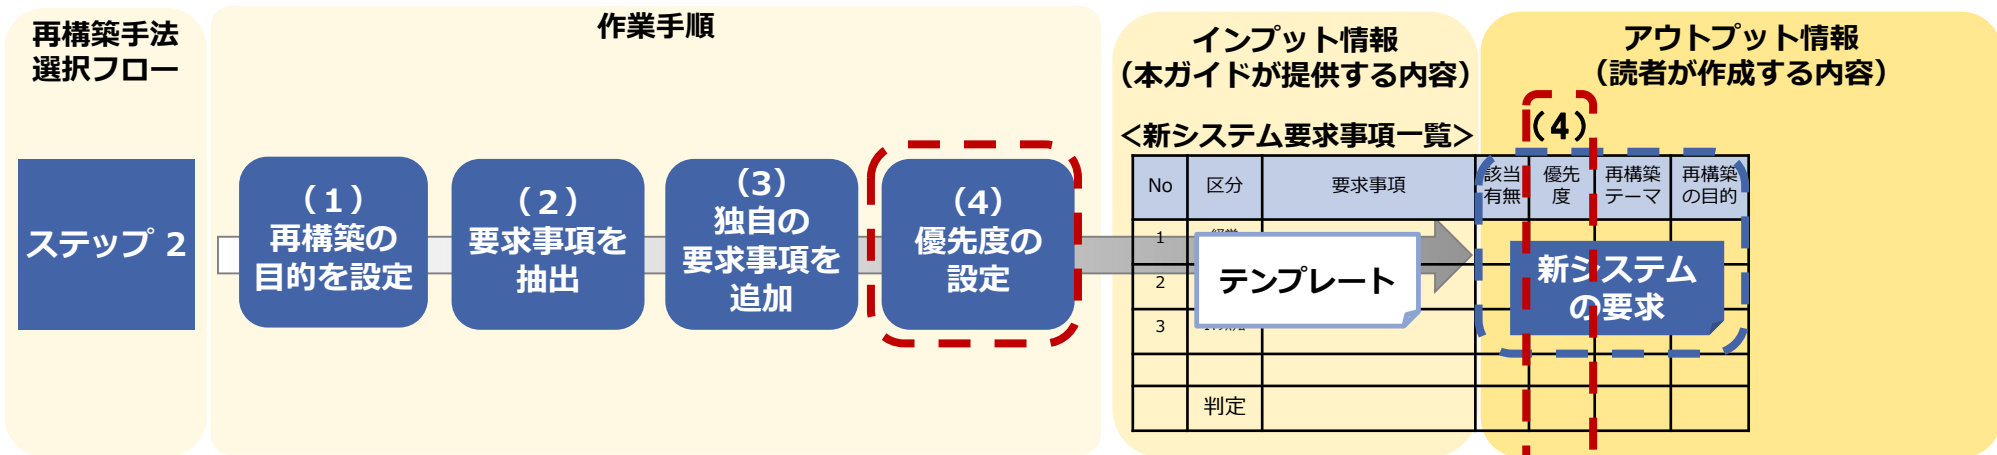 再構築手法
選択フロー
作業手順
インプット情報
（本ガイドが提供する内容）
アウトプット情報
（読者が作成する内容）
ステップ 2
（１）
再構築の
目的を設定
（２）
要求事項を
抽出
（3）
独自の
要求事項を
追加
（4）
優先度の
設定
<新システム要求事項一覧>
（4）
No 区分 要求事項 該当有無 優先度 再構築テーマ 再構築の目的
1
2
3
テンプレート
新システム
の要求
判定